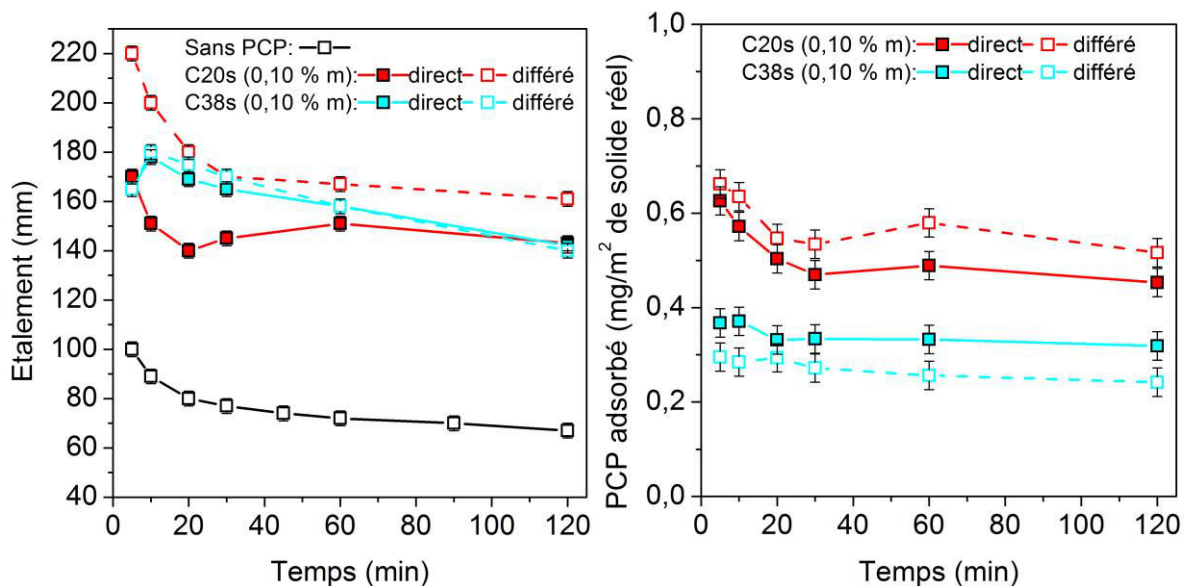 Etalement (mm)
220
200
180
160
140
120
100
80
60
40
Sans PCP:
C20s (0,10 % m): direct différé
C38s (0,10 % m): direct différé
0 20 40 60 80 100 120
Temps (min)
PCP adsorbé (mg/m² de solide réel)
1,0
0,8
0,6
0,4
0,2
0,0
C20s (0,10 % m): direct différé
C38s (0,10 % m): direct différé
0 20 40 60 80 100 120
Temps (min)